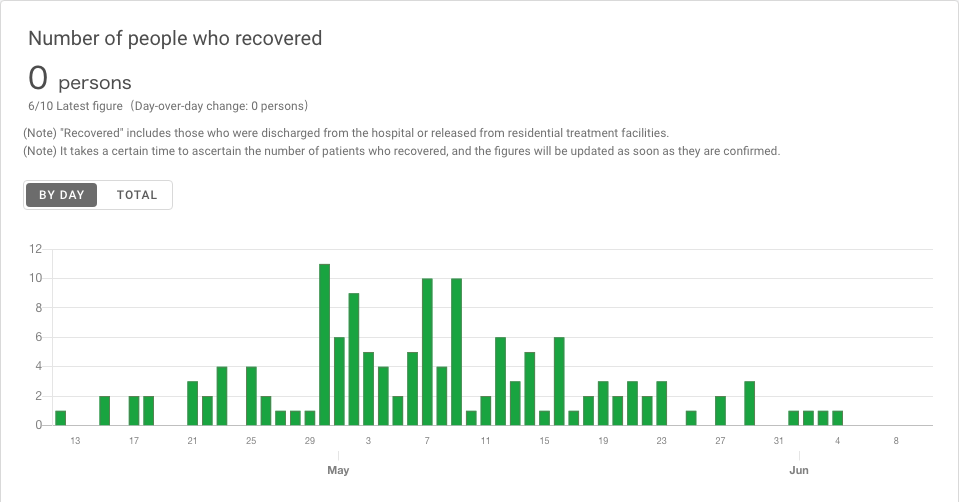 Number of people who recovered
0 persons
6/10 Latest figure（Day-over-day change: 0 persons）
(Note) "Recovered" includes those who were discharged from the hospital or released from residential treatment facilities.
(Note) It takes a certain time to ascertain the number of patients who recovered, and the figures will be updated as soon as they are confirmed.
BY DAY TOTAL
12
10
8
6
4
2
0
13 17 21 25 29 3 7 11 15 19 23 27 31 4 8
May Jun